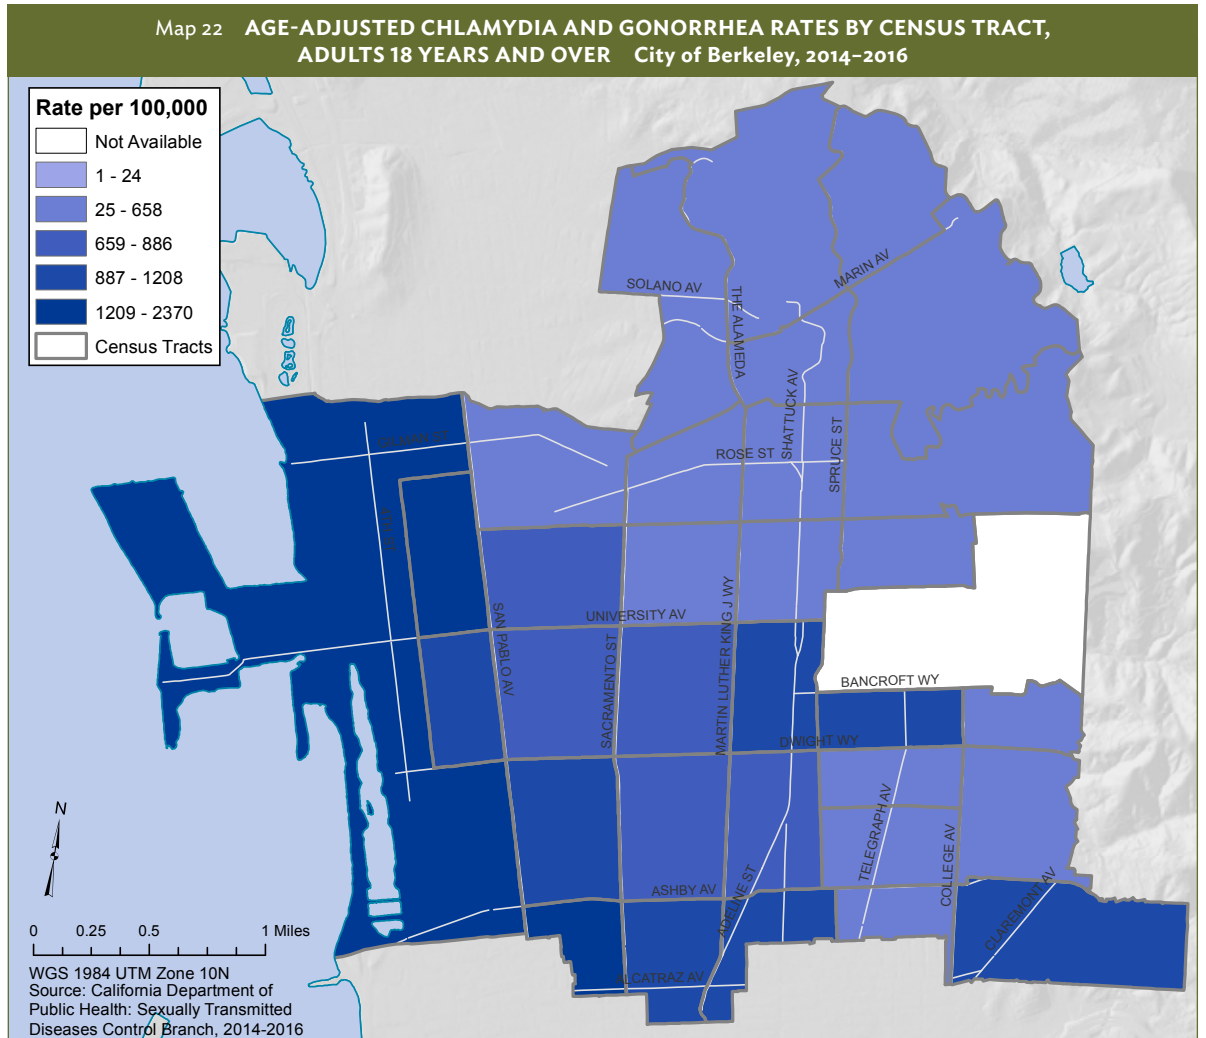 Map 22 AGE-ADJUSTED CHLAMYDIA AND GONORRHEA RATES BY CENSUS TRACT,
ADULTS 18 YEARS AND OVER City of Berkeley, 2014–2016
Rate per 100,000
Not Available
1 - 24
25 - 658
659 - 886
887 - 1208
1209 - 2370
Census Tracts
SOLANO AV
MARIN AV
THE ALAMEDA
SHATTUCK AV
SPRUCE ST
GILMAN ST
ROSE ST
SAN PABLO AV
UNIVERSITY AV
SACRAMENTO ST
MARTIN LUTHER KING J WY
BANCROFT WY
DWIGHT WY
TELEGRAPH AV
COLLEGE AV
ASHBY AV
ADELINE ST
CLAREMONT AV
ALCATRAZ AV
N
0 0.25 0.5 1 Miles
WGS 1984 UTM Zone 10N
Source: California Department of
Public Health: Sexually Transmitted
Diseases Control Branch, 2014-2016